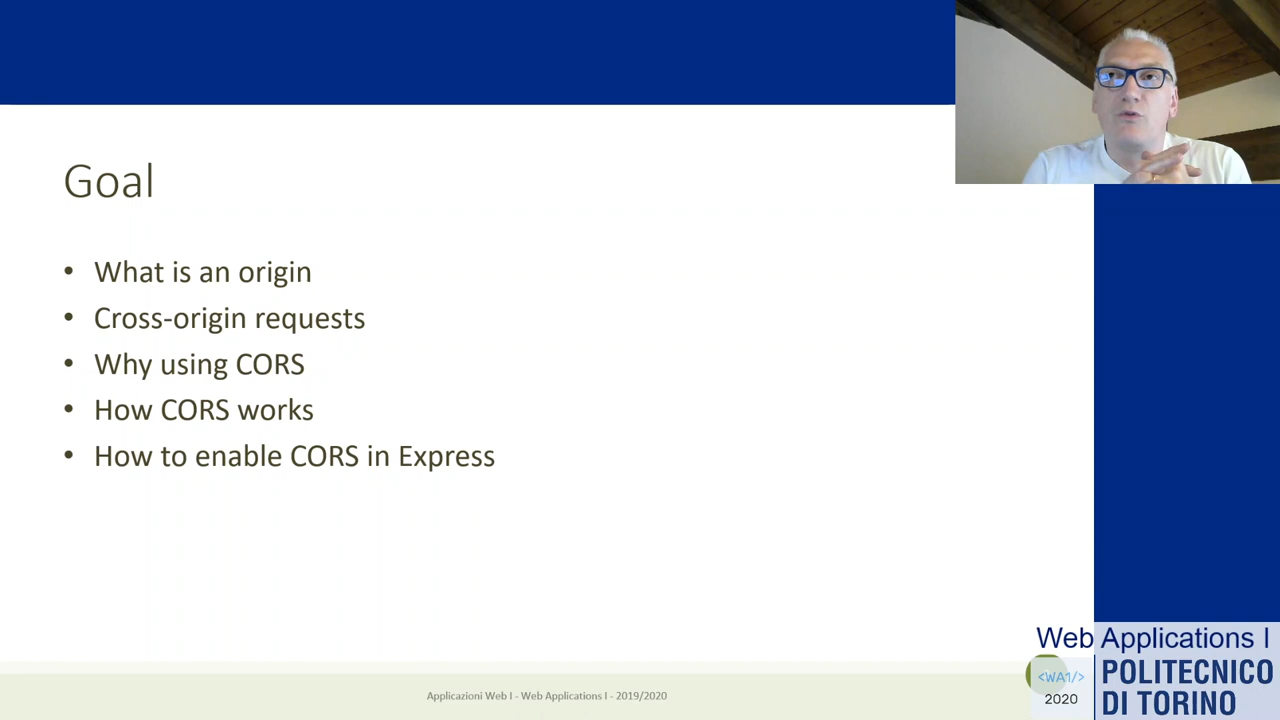 Goal
• What is an origin
• Cross-origin requests
• Why using CORS
• How CORS works
• How to enable CORS in Express
Applicazioni Web I - Web Applications I - 2019/2020
Web Applications I
<WA1/>
2020
POLITECNICO
DI TORINO